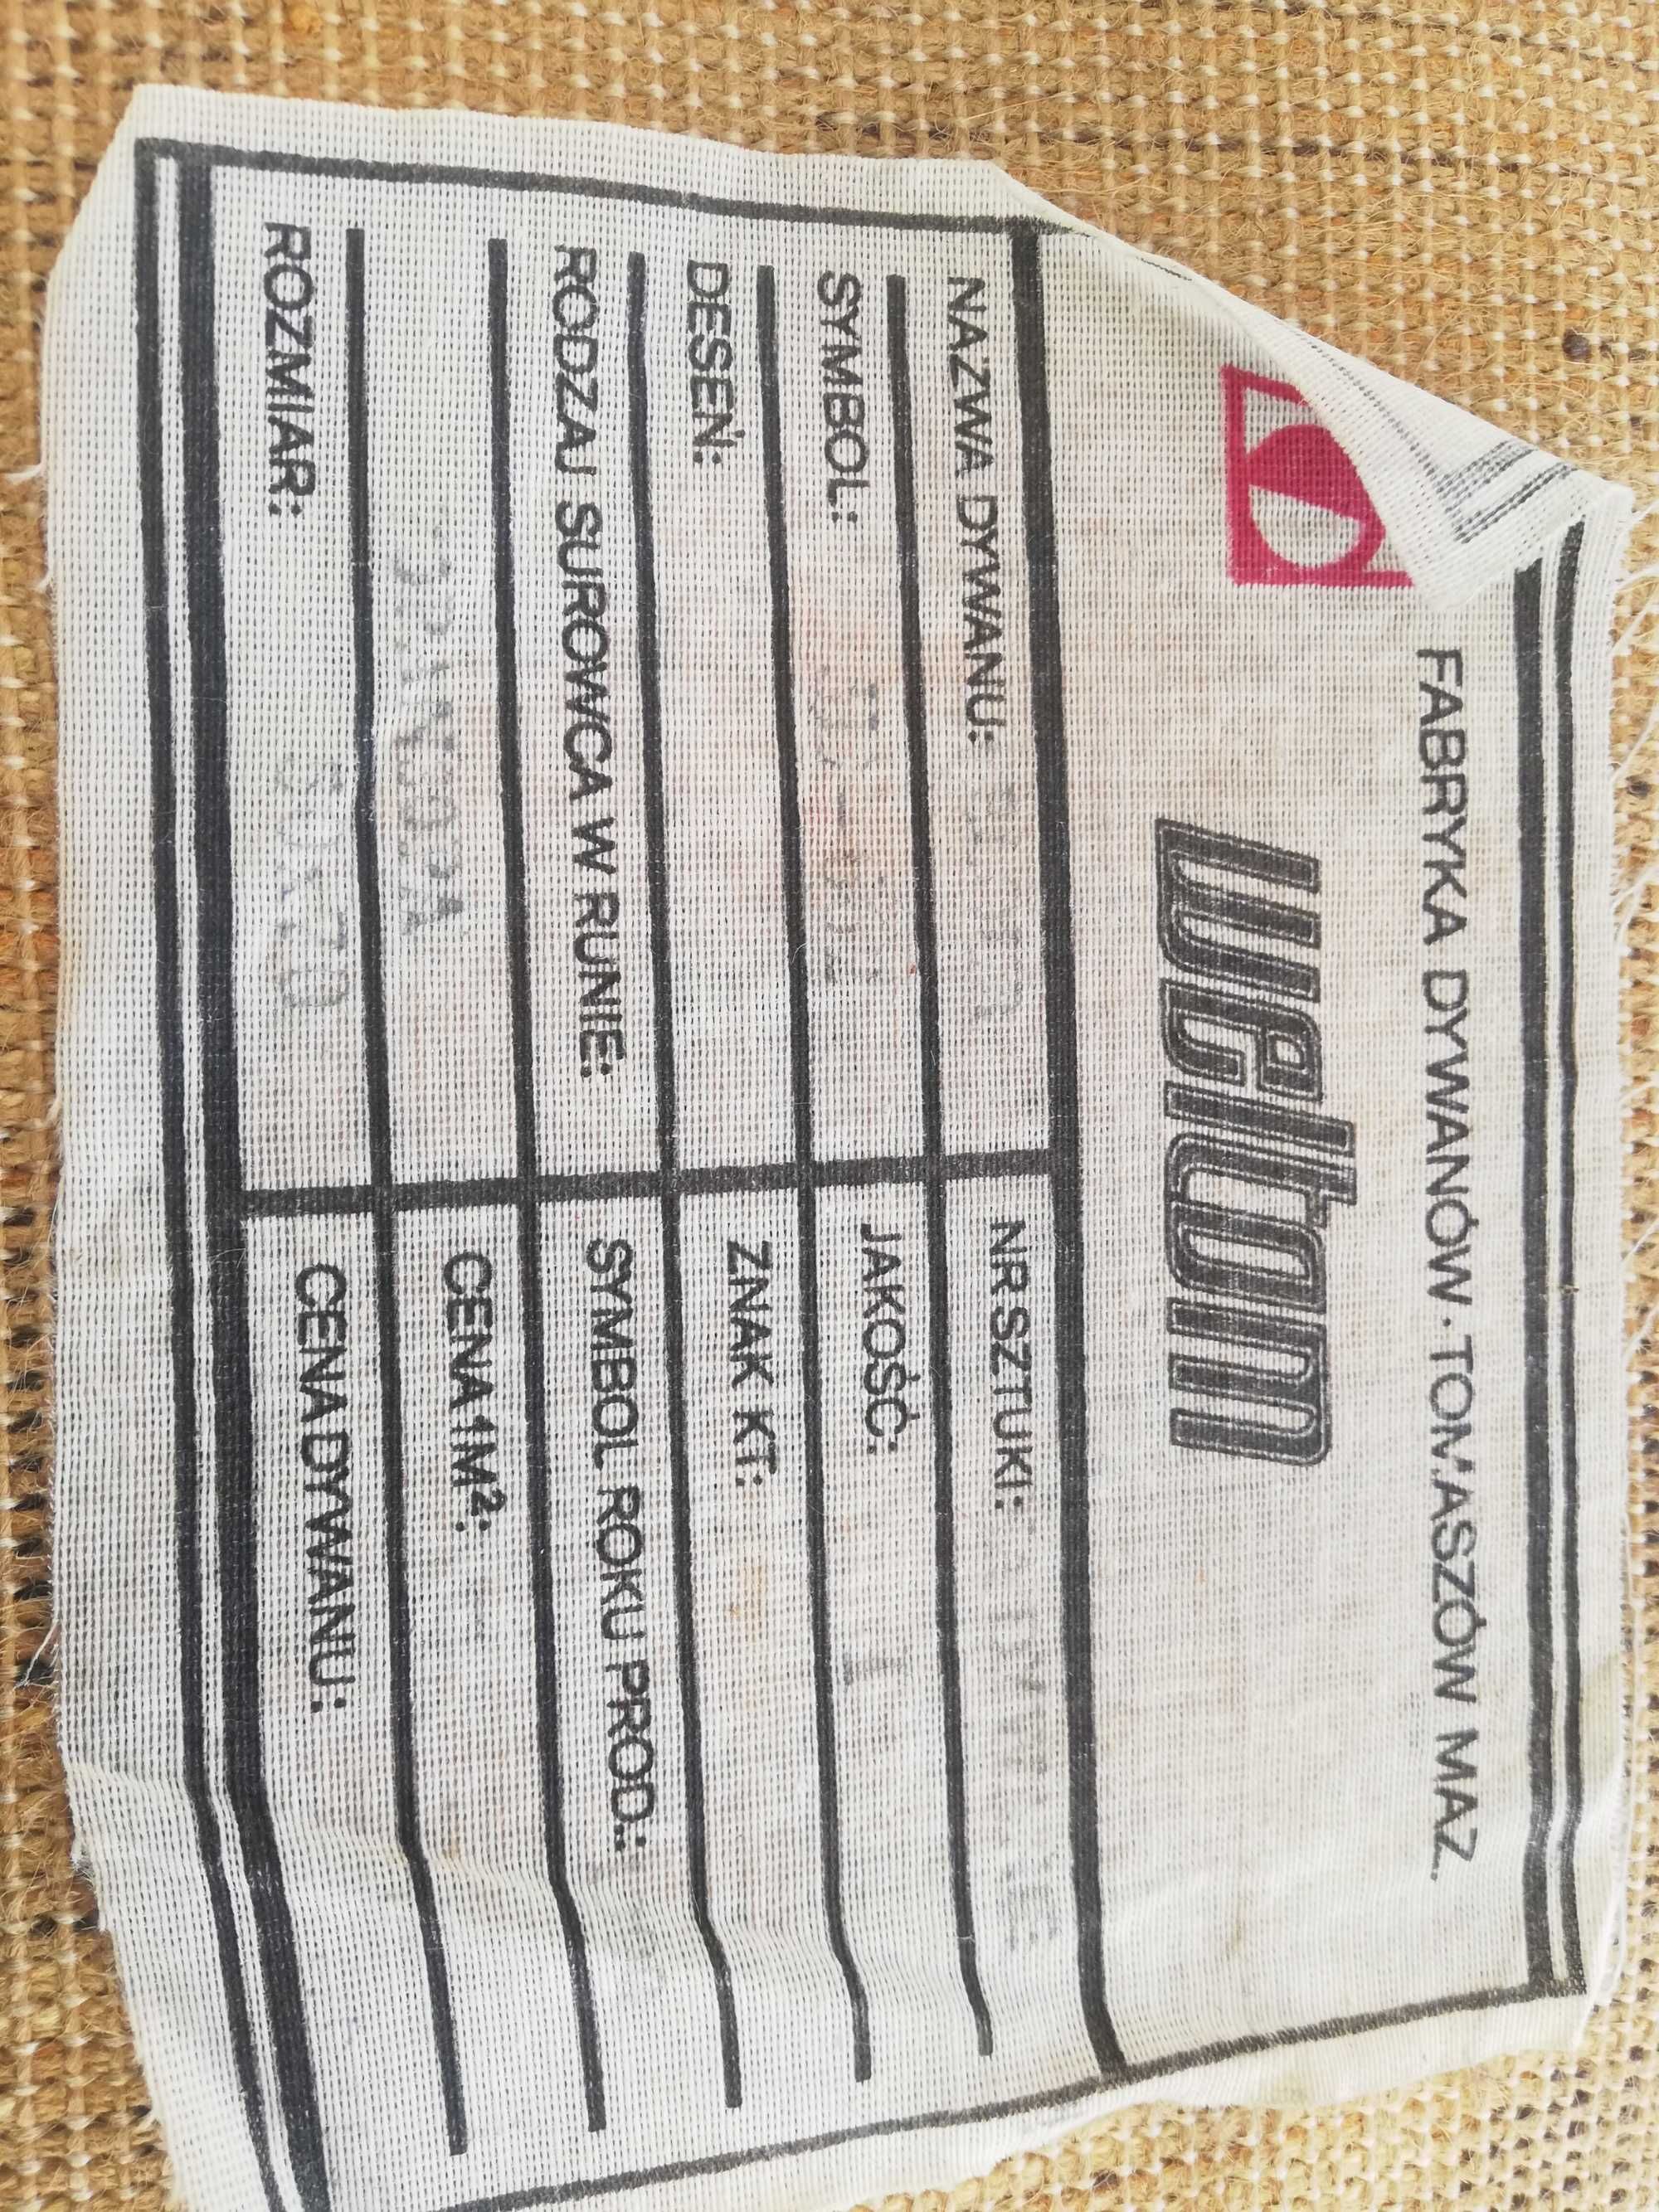 FABRYKA DYWANÓW · TOMASZÓW MAZ.
weltom
NAZWA DYWANU:
NR SZTUKI:
SYMBOL:
JAKOŚĆ:
DESEŃ:
ZNAK KT:
RODZAJ SUROWCA W RUNIE:
SYMBOL ROKU PROD.:
CENA 1M²:
ROZMIAR:
CENA DYWANU: